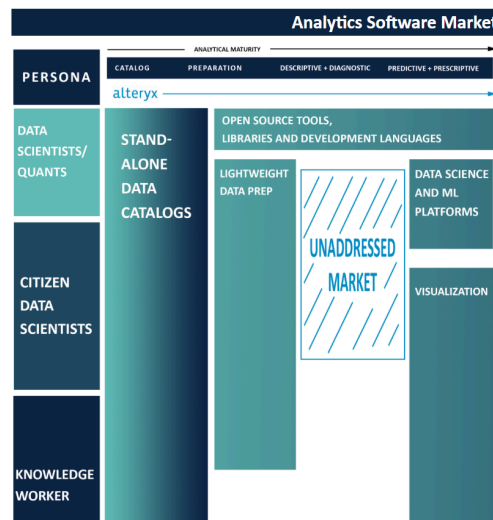 Analytics Software Market
ANALYTICAL MATURITY
PERSONA
CATALOG
PREPARATION
DESCRIPTIVE + DIAGNOSTIC
PREDICTIVE + PRESCRIPTIVE
alteryx
DATA
SCIENTISTS/
QUANTS
STAND-
ALONE
DATA
CATALOGS
OPEN SOURCE TOOLS,
LIBRARIES AND DEVELOPMENT LANGUAGES
LIGHTWEIGHT
DATA PREP
UNADDRESSED
MARKET
DATA SCIENCE
AND ML
PLATFORMS
CITIZEN
DATA
SCIENTISTS
VISUALIZATION
KNOWLEDGE
WORKER